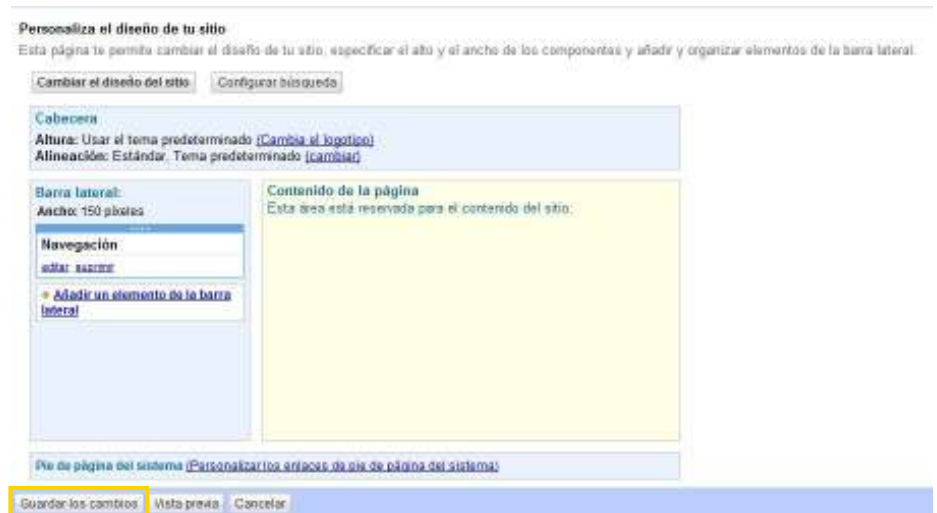 Personaliza el diseño de tu sitio
Esta página te permite cambiar el diseño de tu sitio, especificar el alto y el ancho de los componentes y añadir y organizar elementos de la barra lateral.
Cambiar el diseño del sitio Configurar búsqueda
Cabecera
Altura: Usar el tema predeterminado (Cambia el logotipo)
Alineación: Estándar, Tema predeterminado (cambiar)
Barra lateral:
Ancho: 150 píxeles
Navegación
editar suprimir
Añadir un elemento de la barra
lateral
Contenido de la página
Esta área está reservada para el contenido del sitio.
Pie de página del sistema (Personalizar los enlaces de pie de página del sistema)
Guardar los cambios Vista previa Cancelar